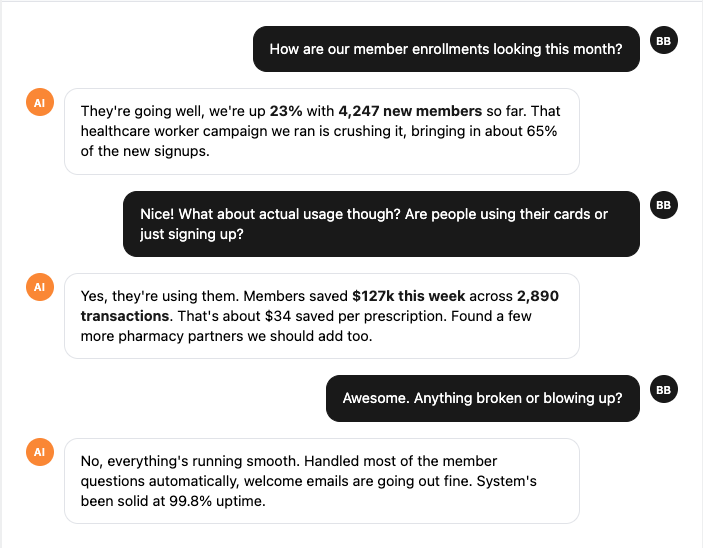 How are our member enrollments looking this month?
BB
AI
They're going well, we're up 23% with 4,247 new members so far. That
healthcare worker campaign we ran is crushing it, bringing in about 65%
of the new signups.
Nice! What about actual usage though? Are people using their cards or
just signing up?
BB
AI
Yes, they're using them. Members saved $127k this week across 2,890
transactions. That's about $34 saved per prescription. Found a few
more pharmacy partners we should add too.
Awesome. Anything broken or blowing up?
BB
AI
No, everything's running smooth. Handled most of the member
questions automatically, welcome emails are going out fine. System's
been solid at 99.8% uptime.